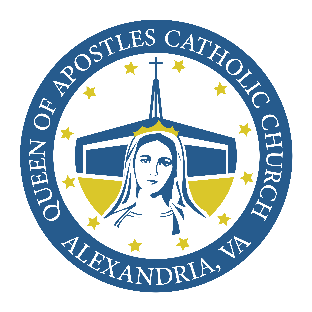 QUEEN OF APOSTLES CATHOLIC CHURCH
ALEXANDRIA, VA